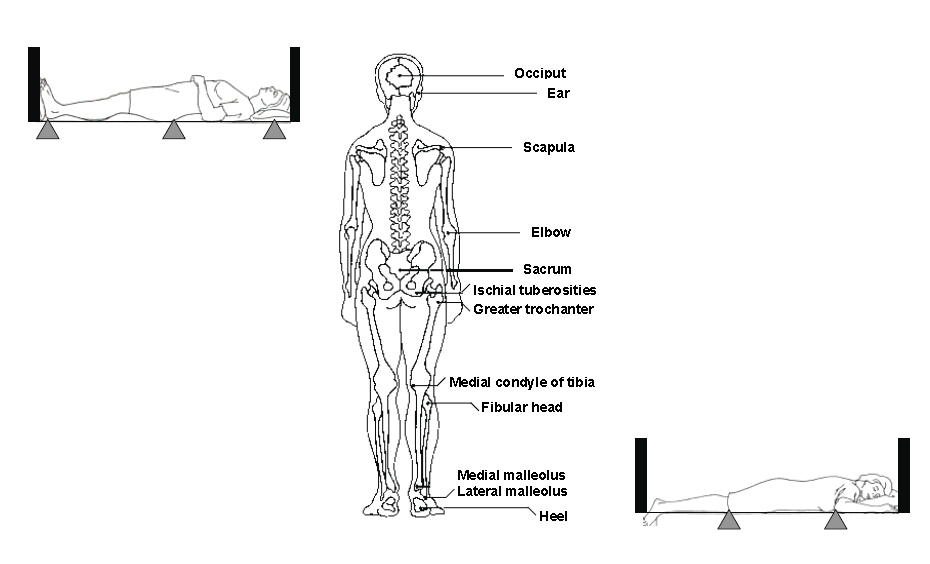 Occiput
Ear
Scapula
Elbow
Sacrum
Ischial tuberosities
Greater trochanter
Medial condyle of tibia
Fibular head
Medial malleolus
Lateral malleolus
Heel